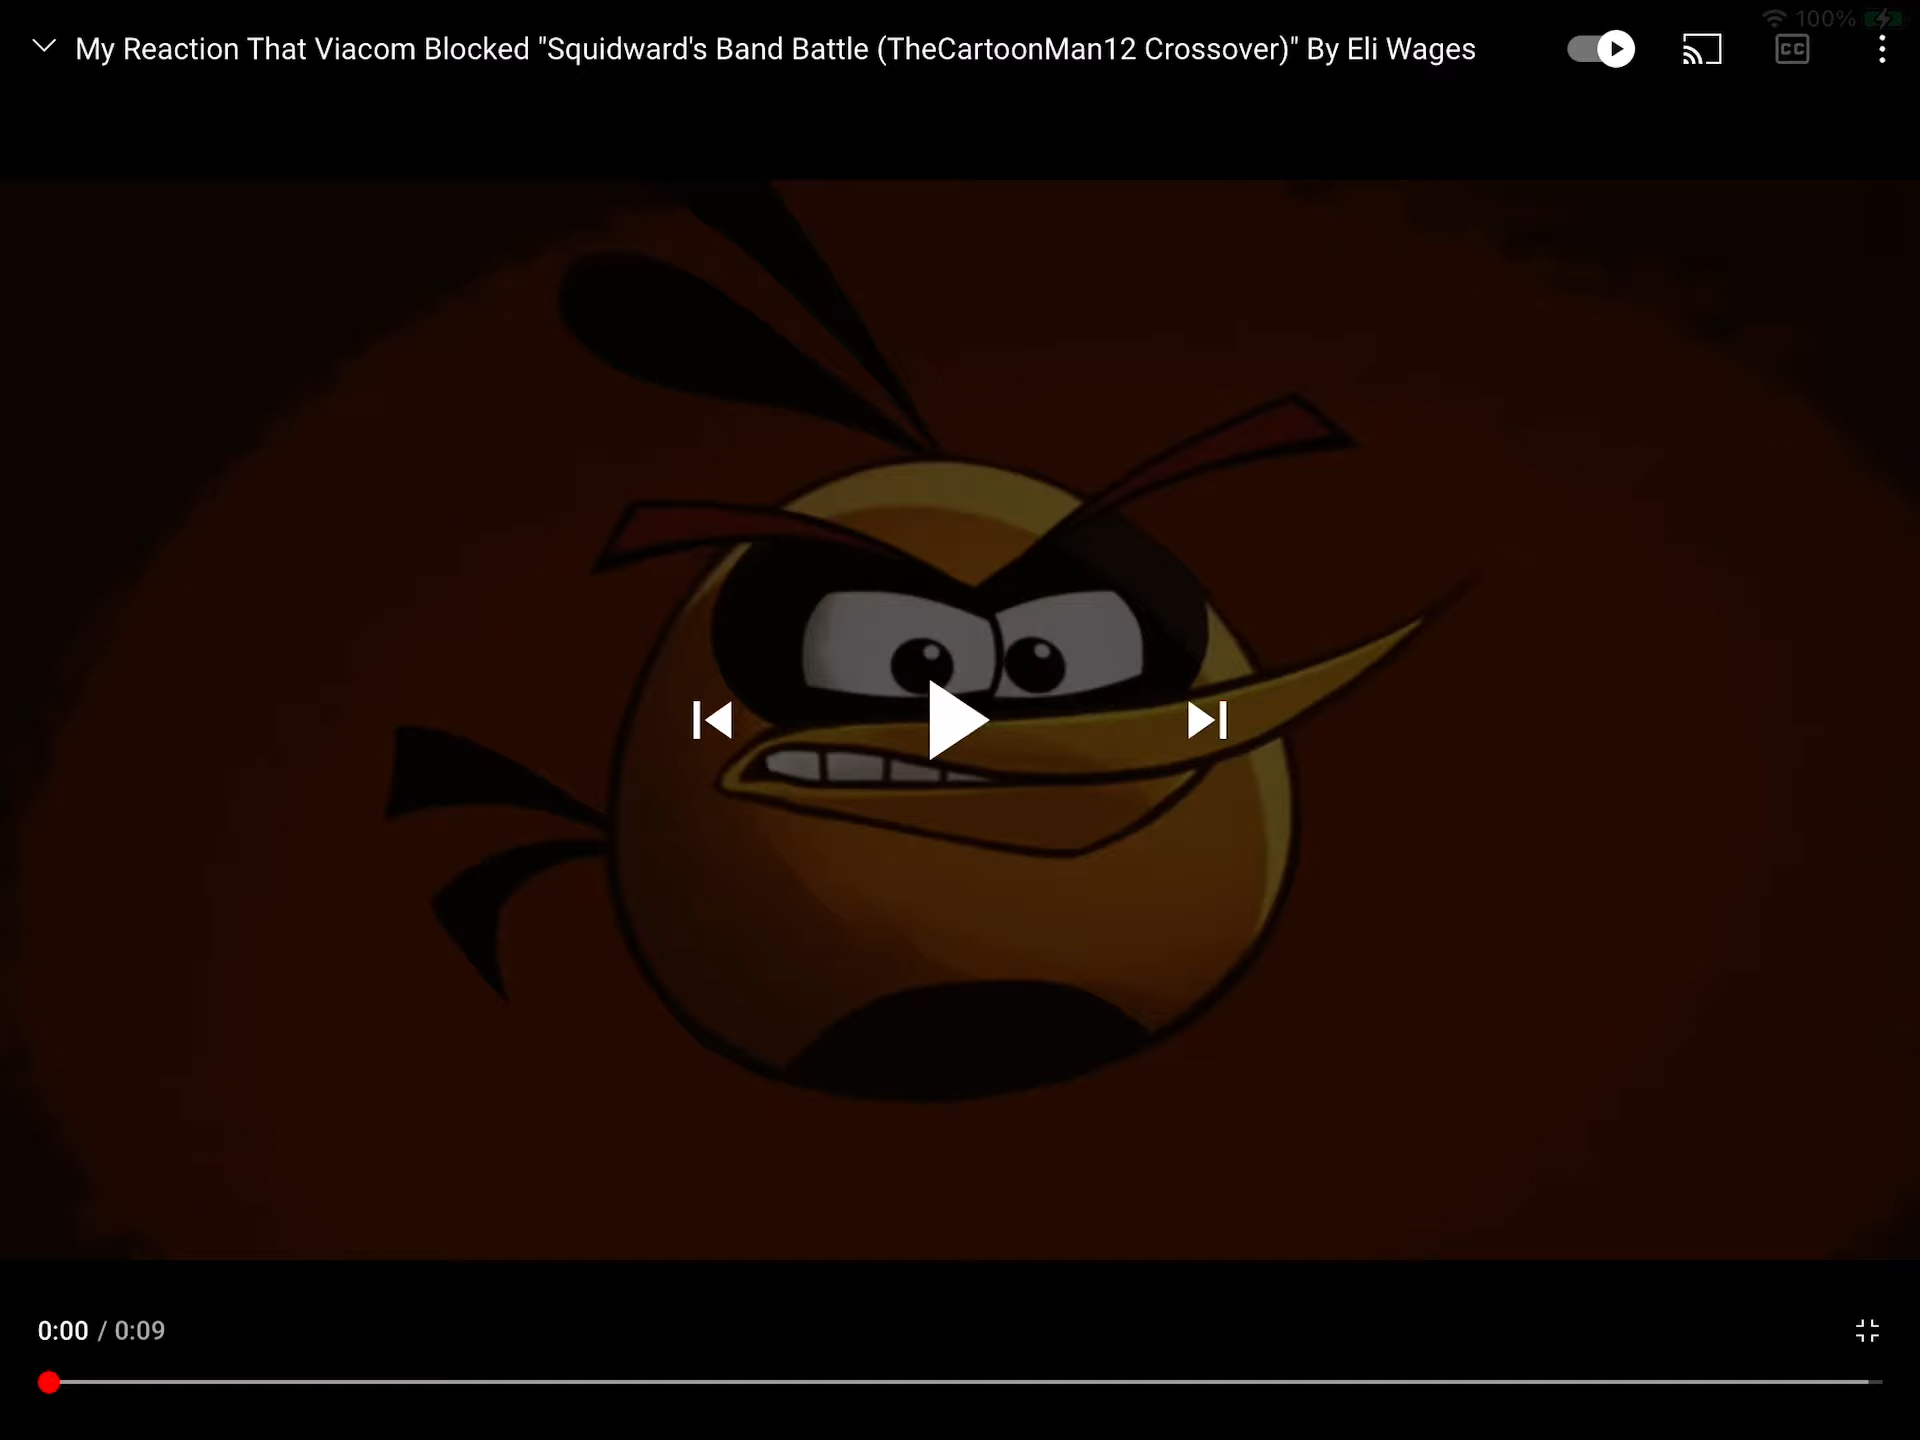 100%
My Reaction That Viacom Blocked "Squidward's Band Battle (TheCartoonMan12 Crossover)" By Eli Wages
CC
0:00 / 0:09